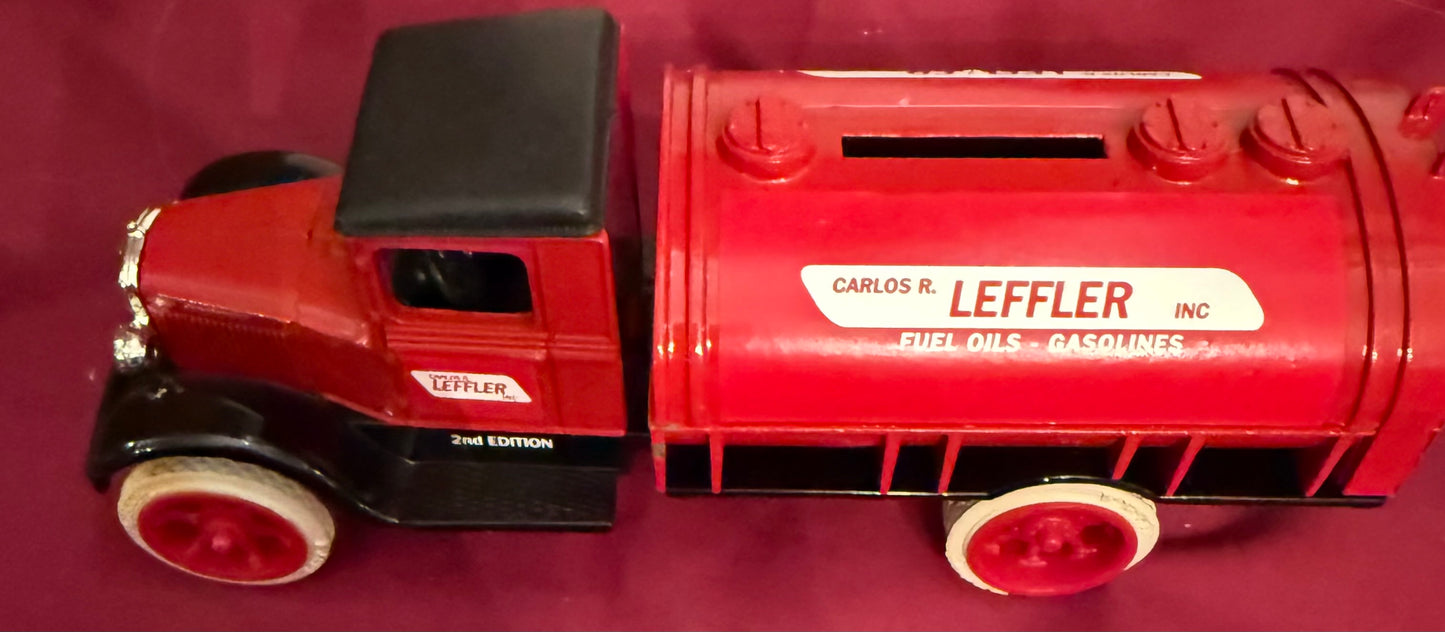 CARLOS R. LEFFLER INC
FUEL OILS - GASOLINES
LEFFLER
2nd EDITION